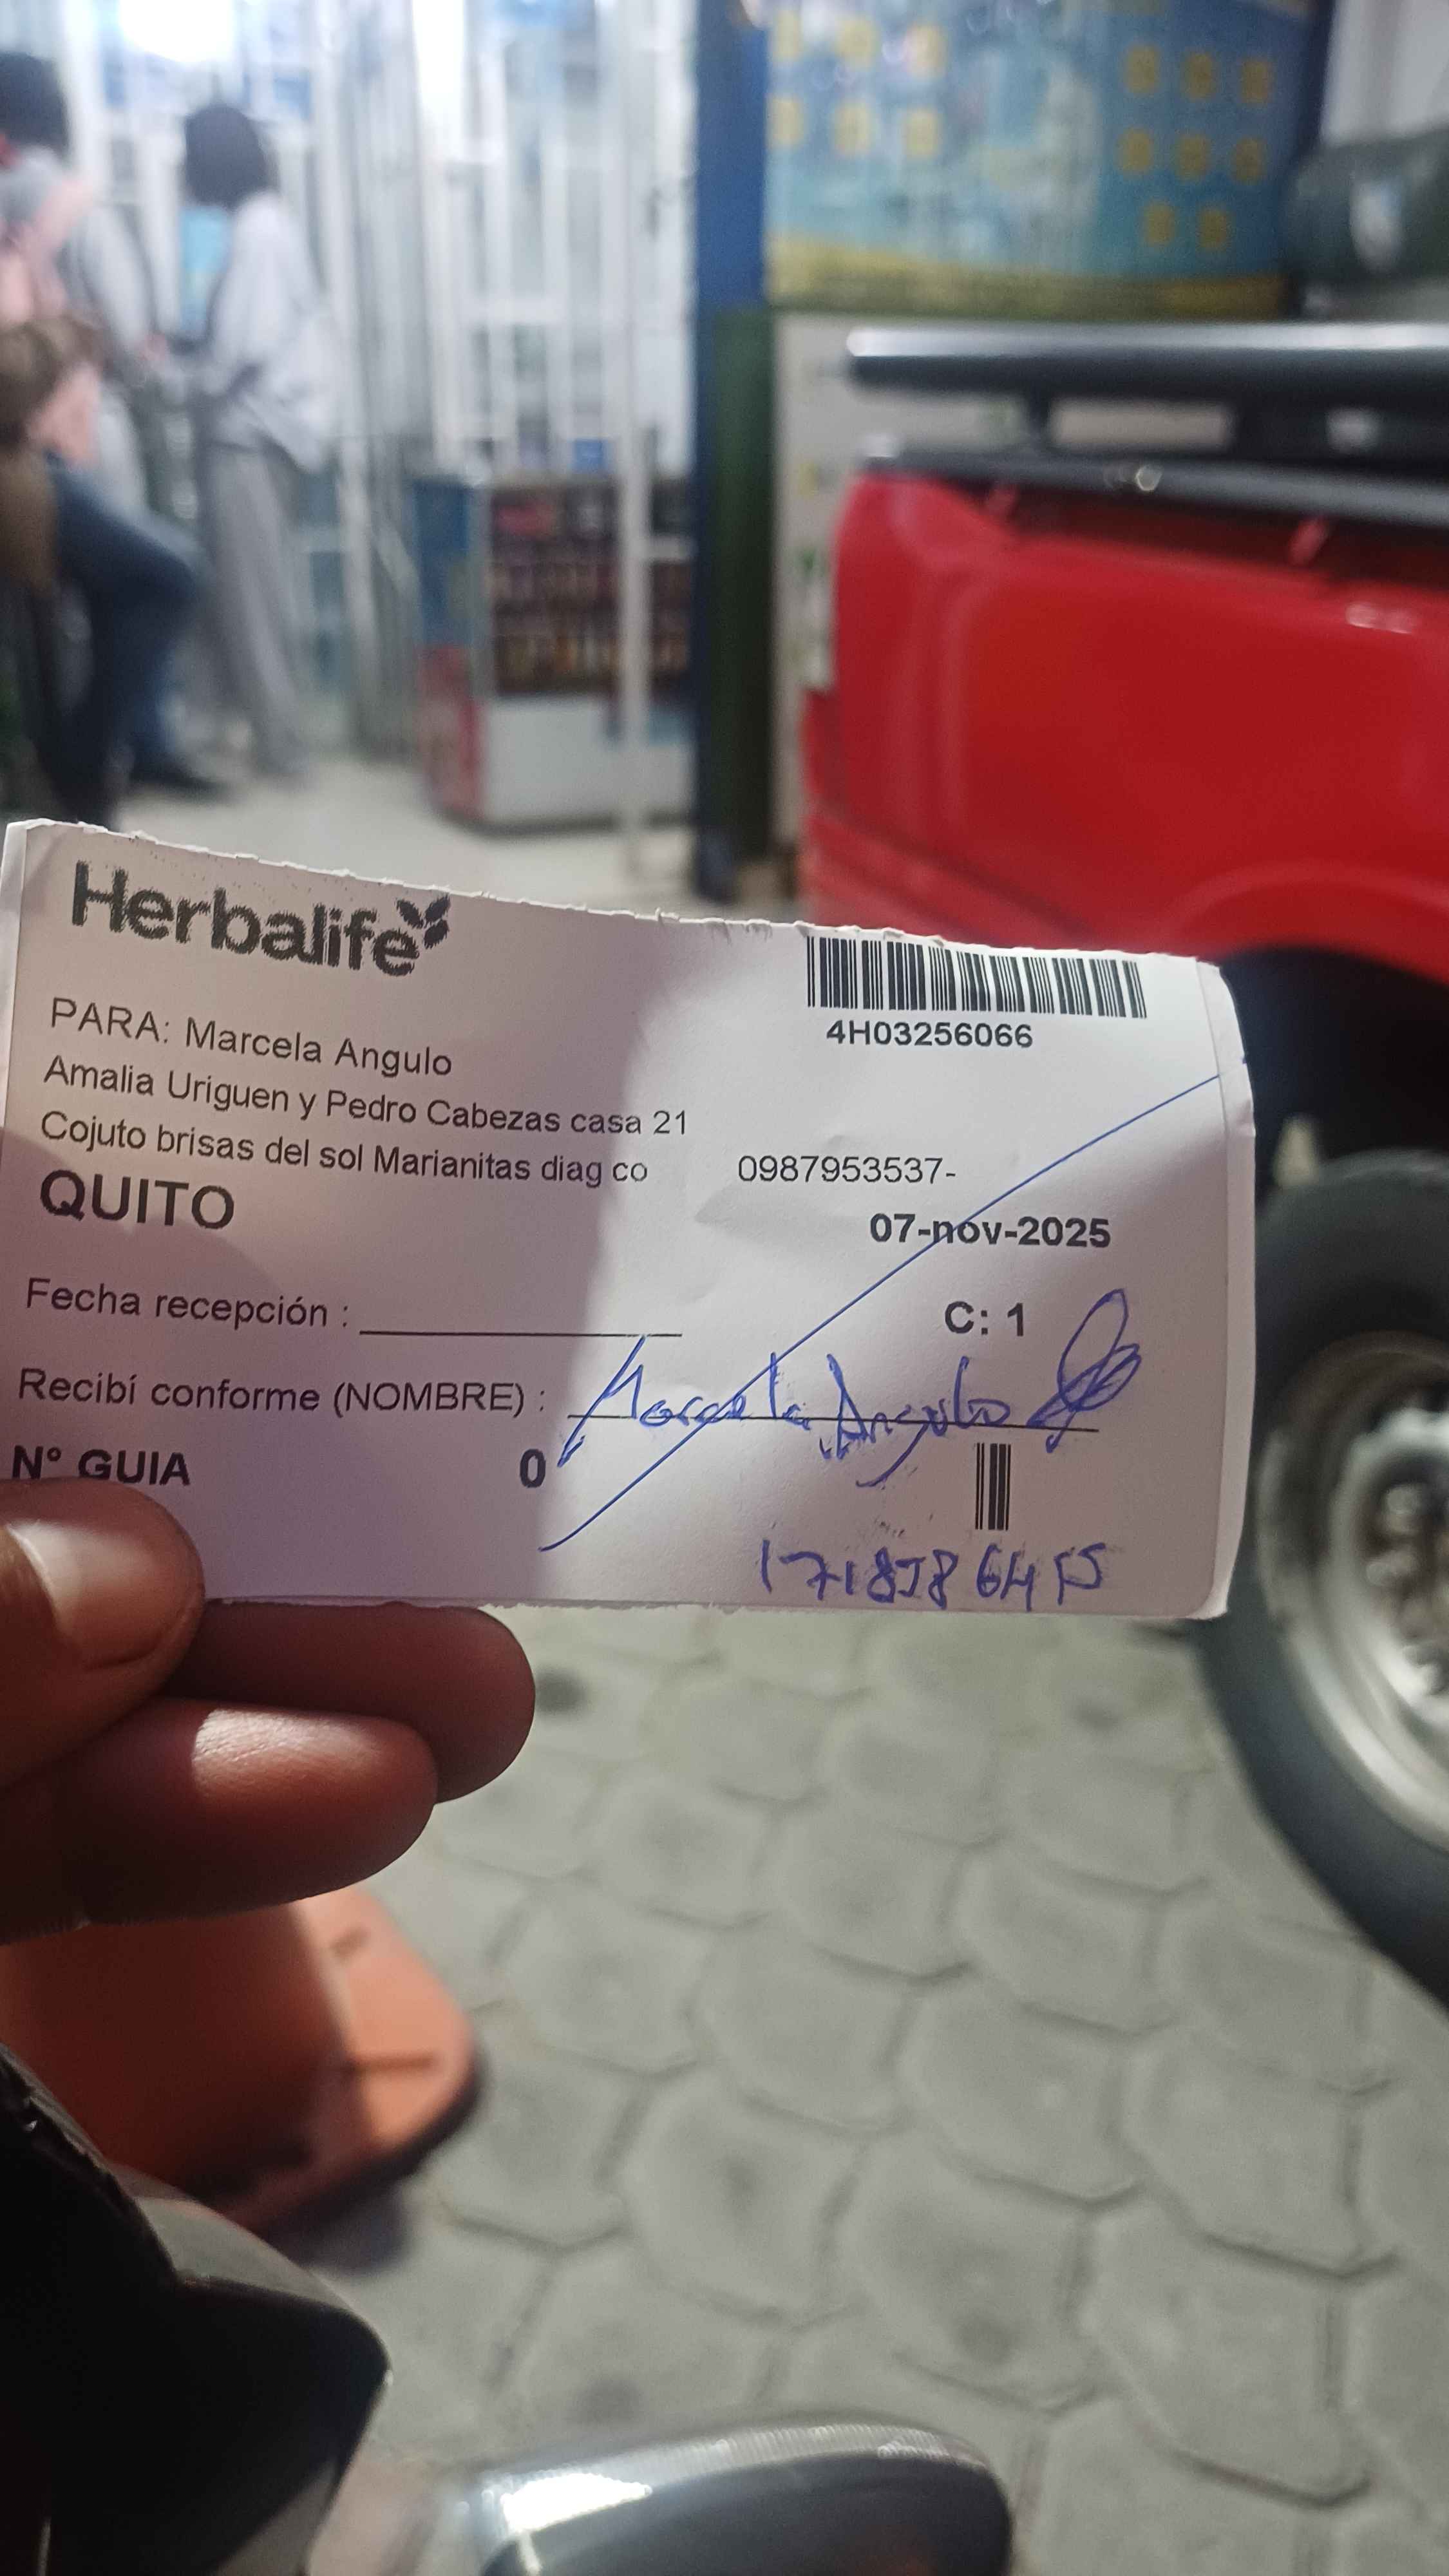 Herbalife
4H03256066
PARA: Marcela Angulo
Amalia Uriguen y Pedro Cabezas casa 21
Cojuto brisas del sol Marianitas diag co 0987953537-
QUITO
07-nov-2025
Fecha recepción :
C: 1
Recibí conforme (NOMBRE) : Marcela Angulo
N° GUIA 0